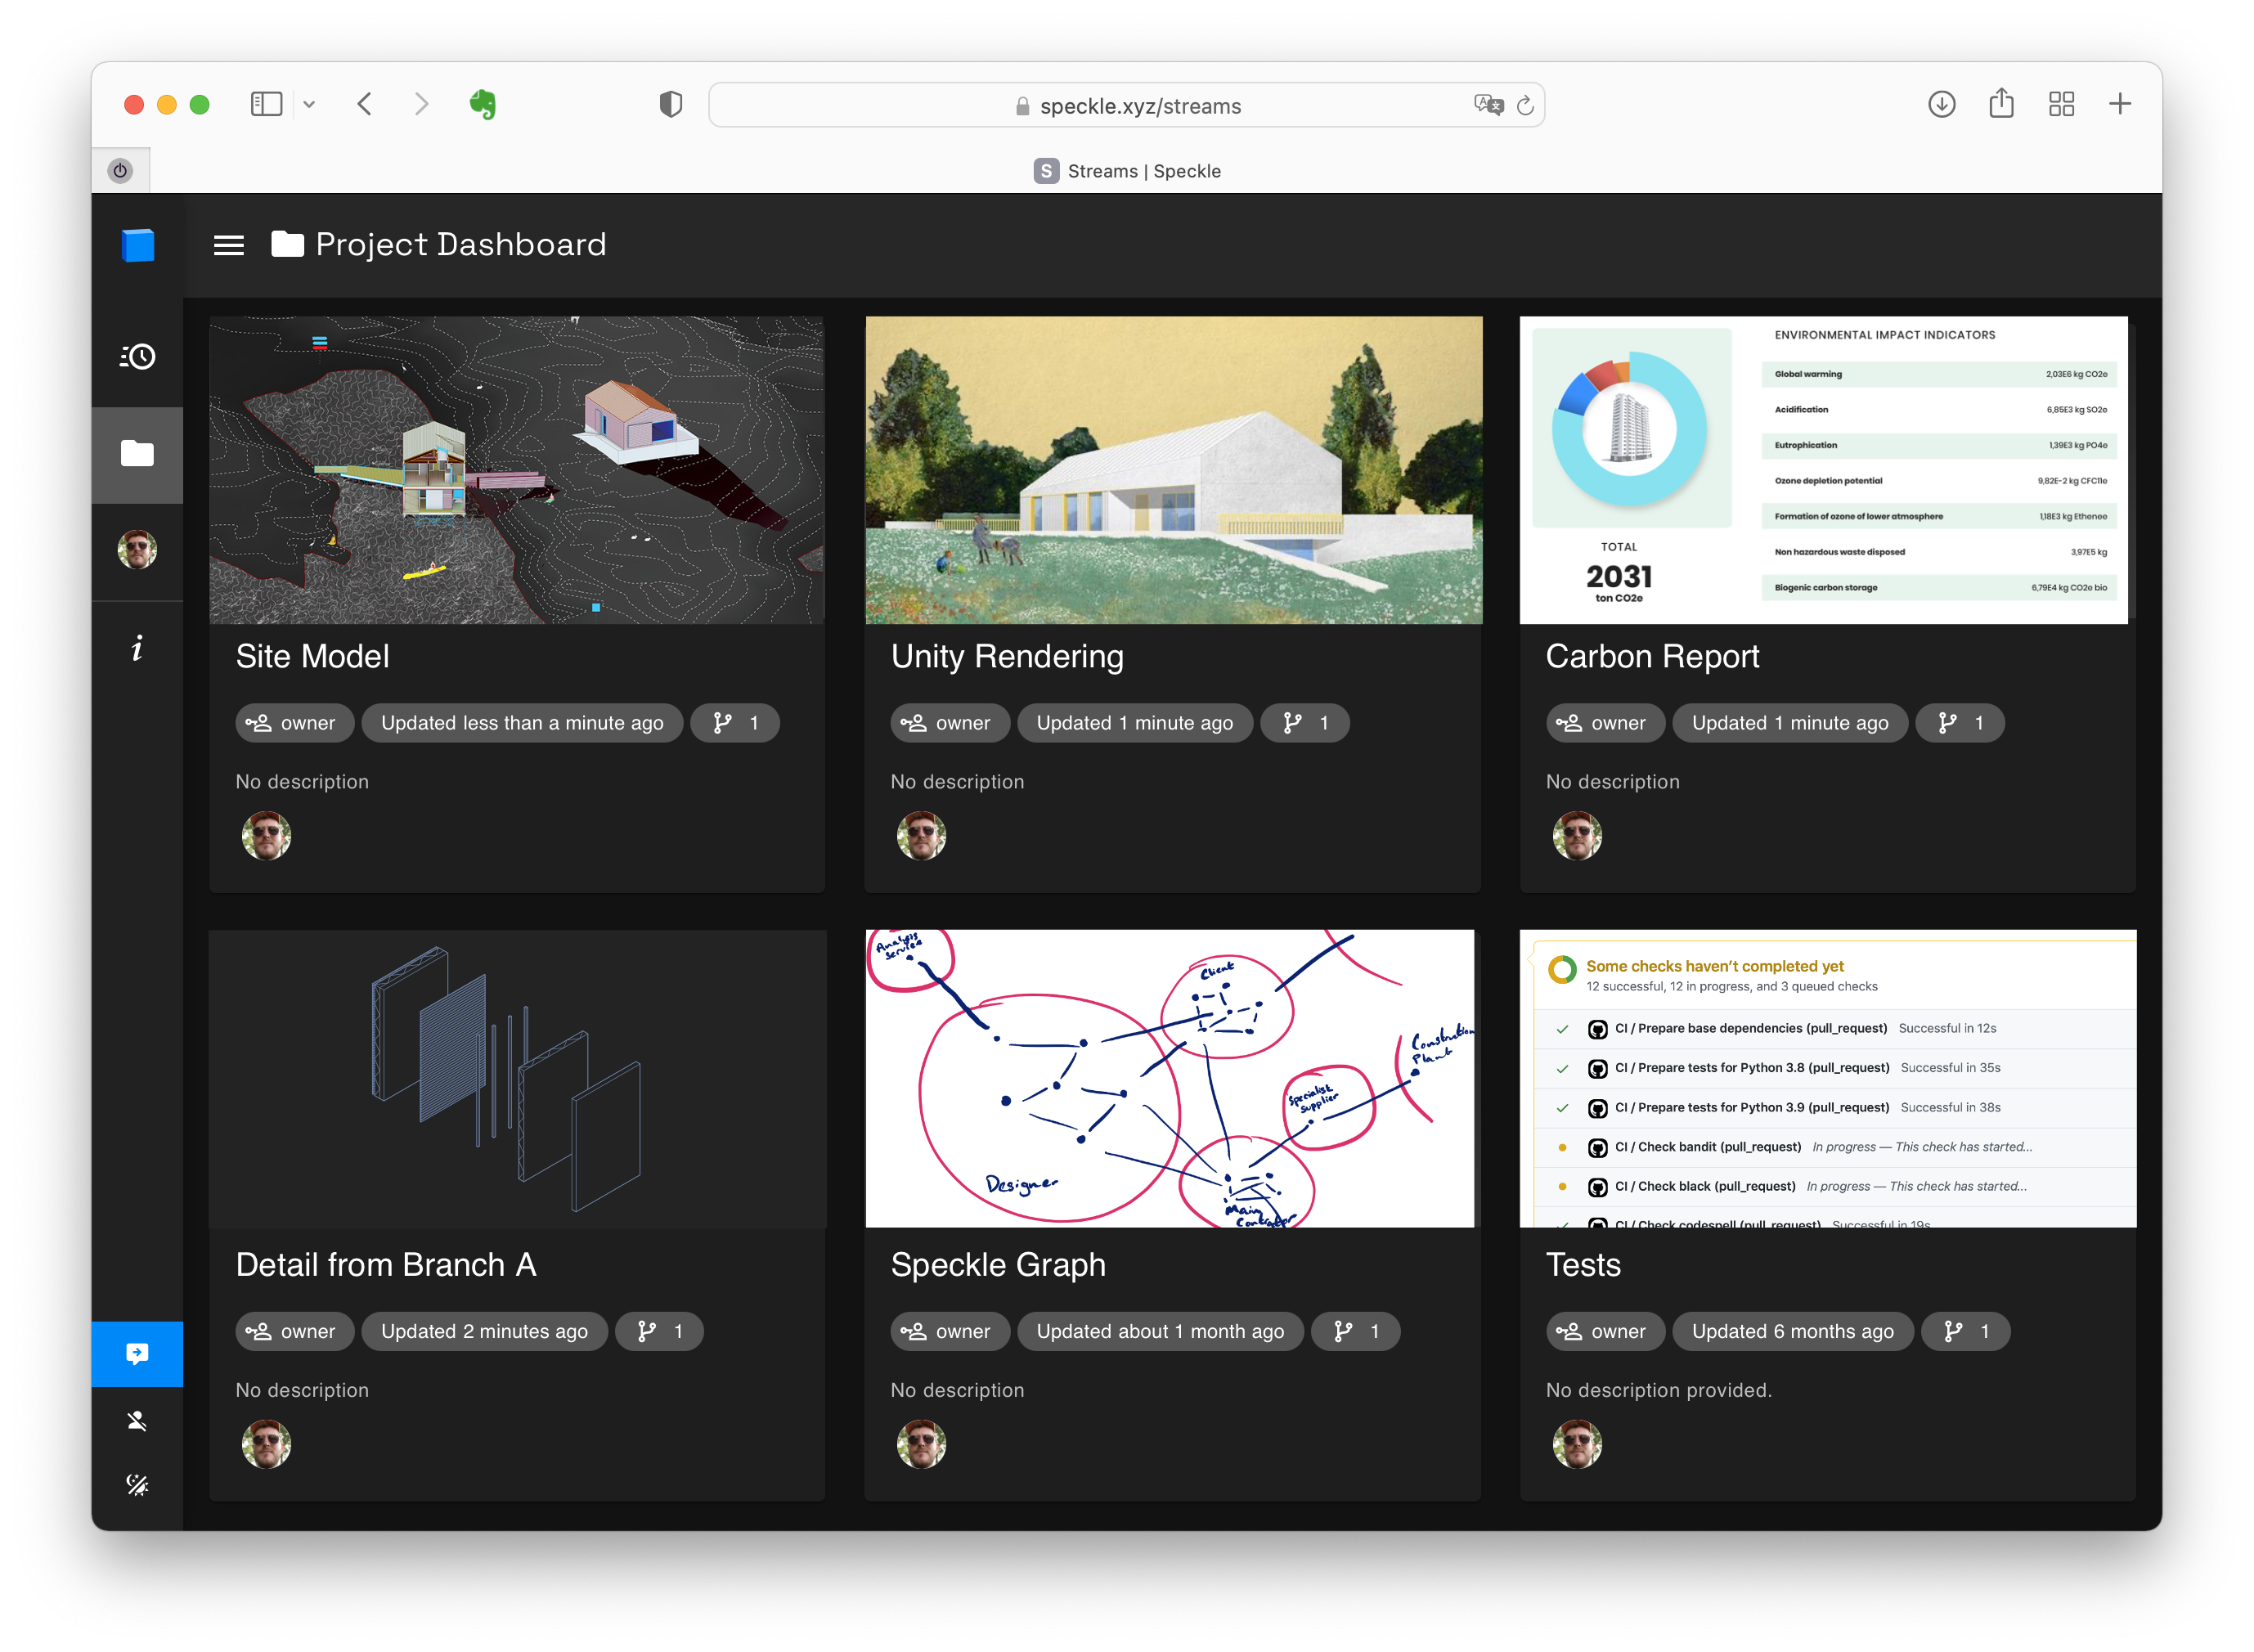 speckle.xyz/streams
S Streams | Speckle
Project Dashboard
ENVIRONMENTAL IMPACT INDICATORS
Global warming 2,03E6 kg CO2e
Acidification 6,85E3 kg SO2e
Eutrophication 1,39E3 kg PO4e
Ozone depletion potential 9,82E-2 kg CFC11e
Formation of ozone of lower atmosphere 1,18E3 kg Ethenee
Non hazardous waste disposed 3,97E5 kg
Biogenic carbon storage 6,79E4 kg CO2e bio
TOTAL
2031
ton CO2e
Site Model
owner Updated less than a minute ago 1
No description
Unity Rendering
owner Updated 1 minute ago 1
No description
Carbon Report
owner Updated 1 minute ago 1
No description
i
Analysis
Service
Client
Construction
Plant
Specialist
Supplier
Designer
Main
Contractor
Some checks haven't completed yet
12 successful, 12 in progress, and 3 queued checks
CI / Prepare base dependencies (pull_request) Successful in 12s
CI / Prepare tests for Python 3.8 (pull_request) Successful in 35s
CI / Prepare tests for Python 3.9 (pull_request) Successful in 38s
CI / Check bandit (pull_request) In progress — This check has started...
CI / Check black (pull_request) In progress — This check has started...
CI / Check codespell (pull_request) Successful in 19s
Detail from Branch A
owner Updated 2 minutes ago 1
No description
Speckle Graph
owner Updated about 1 month ago 1
No description
Tests
owner Updated 6 months ago 1
No description provided.